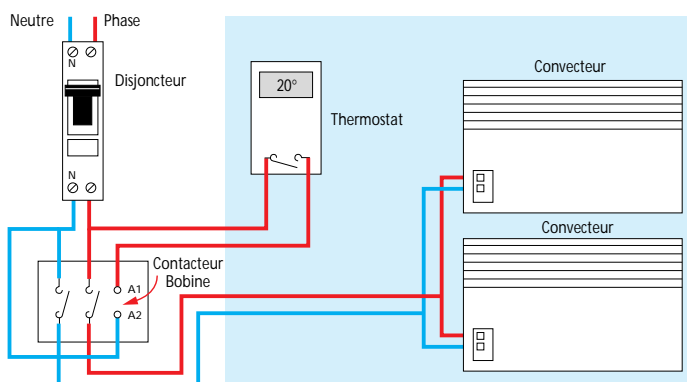 Neutre Phase
N
Disjoncteur
N
20°
Thermostat
Convecteur
Convecteur
Contacteur
Bobine
A1
A2